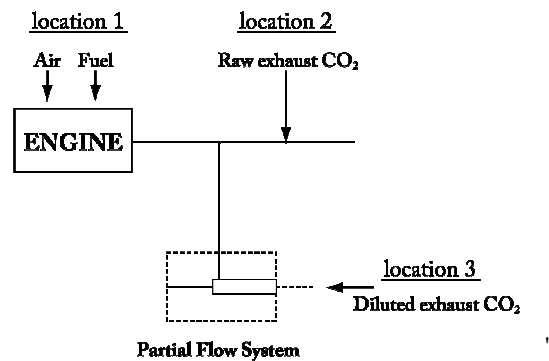 location 1
location 2
Air Fuel
Raw exhaust CO₂
ENGINE
location 3
Diluted exhaust CO₂
Partial Flow System